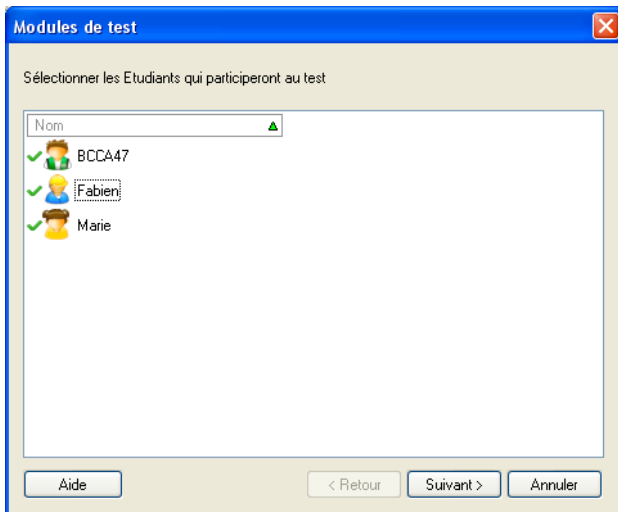 Modules de test
Sélectionner les Etudiants qui participeront au test
Nom
BCCA47
Fabien
Marie
Aide
< Retour
Suivant >
Annuler